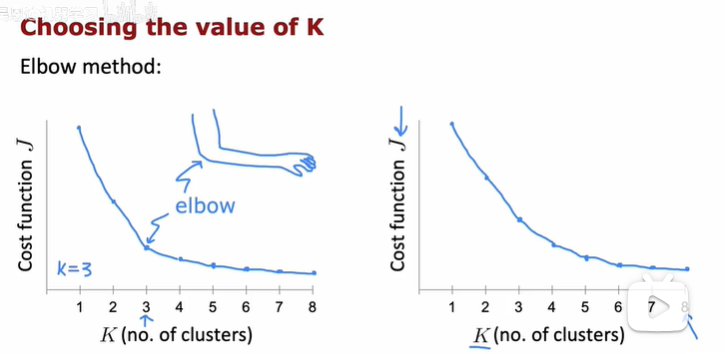 Choosing the value of K
Elbow method:
Cost function J
elbow
K=3
1 2 3 4 5 6 7 8
K (no. of clusters)
Cost function J
1 2 3 4 5 6 7 8
K (no. of clusters)